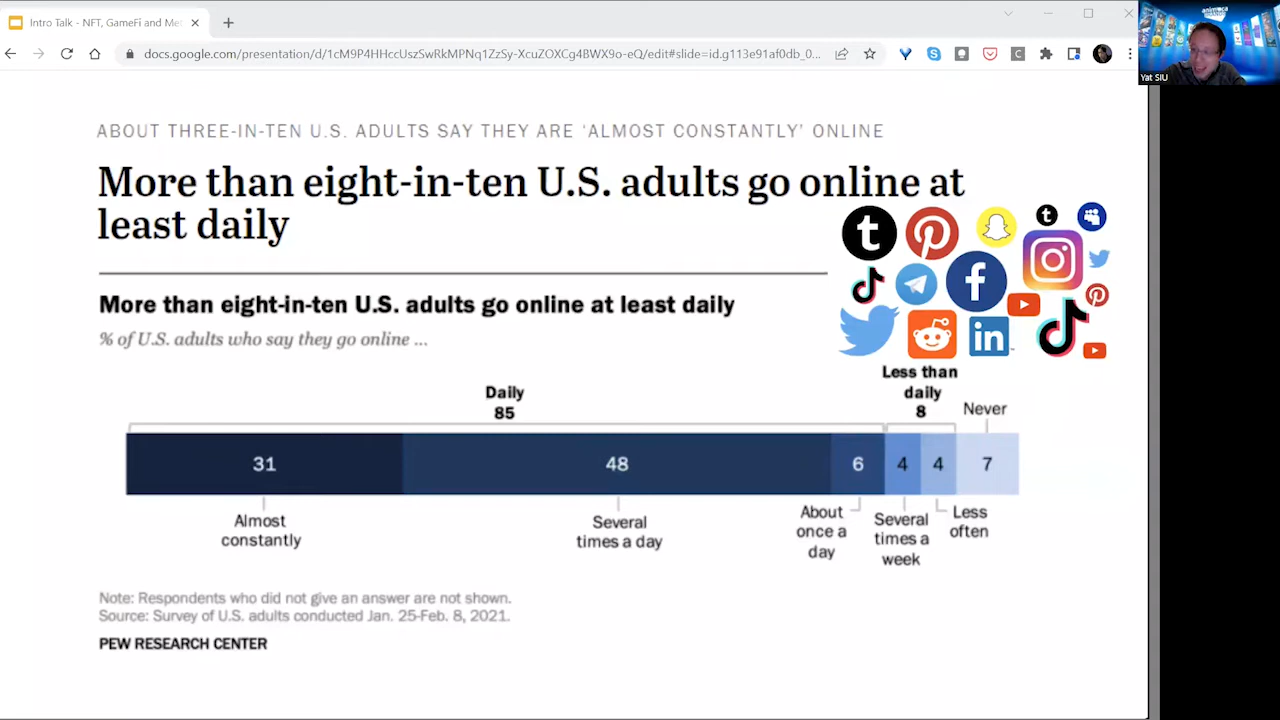 Intro Talk - NFT, GameFi and Met
docs.google.com/presentation/d/1cM9P4HHccUszSwRM1PNq1ZzSy-XcuZOXCg4BWX9o-eQ/edit#slide=id.g113e91af0db_0...
animoca
Yat SIU
ABOUT THREE-IN-TEN U.S. ADULTS SAY THEY ARE ‘ALMOST CONSTANTLY’ ONLINE
More than eight-in-ten U.S. adults go online at
least daily
More than eight-in-ten U.S. adults go online at least daily
% of U.S. adults who say they go online ...
Daily
85
Less than
daily
8
Never
31
48
6
4
4
7
Almost
constantly
Several
times a day
About
once a
day
Several
times a
week
Less
often
Note: Respondents who did not give an answer are not shown.
Source: Survey of U.S. adults conducted Jan. 25-Feb. 8, 2021.
PEW RESEARCH CENTER